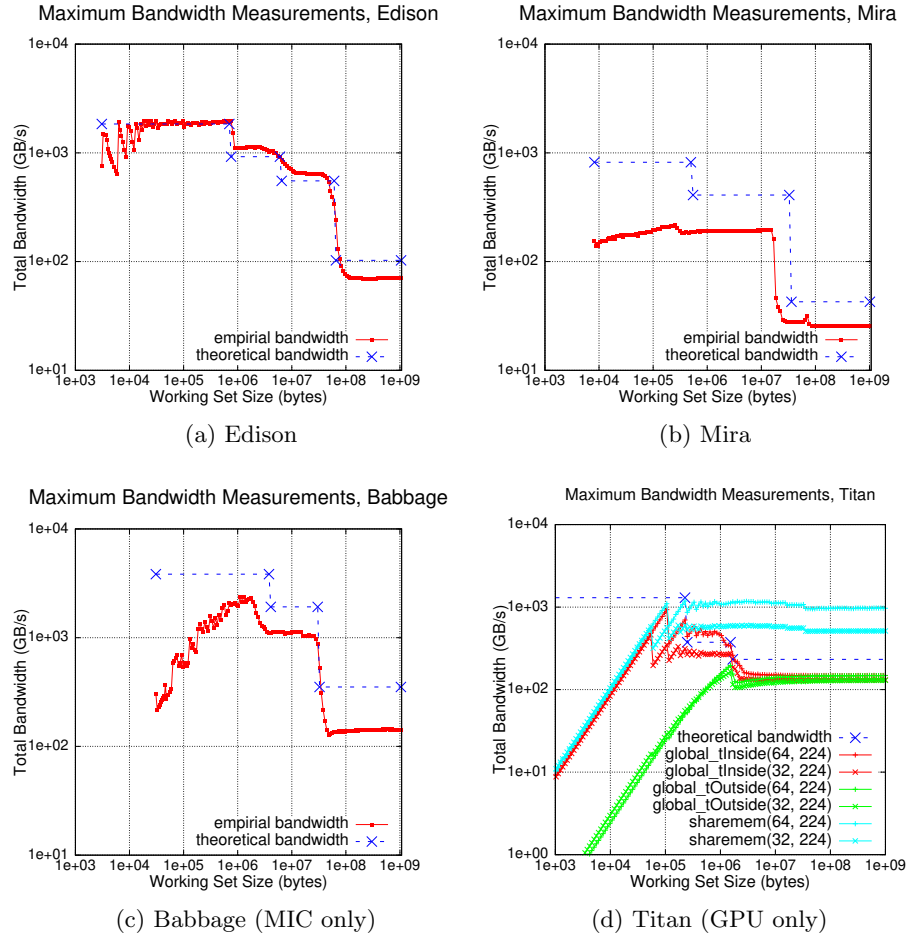 Maximum Bandwidth Measurements, Edison
Total Bandwidth (GB/s)
1e+04
1e+03
1e+02
1e+01
empirial bandwidth
theoretical bandwidth
1e+03 1e+04 1e+05 1e+06 1e+07 1e+08 1e+09
Working Set Size (bytes)
(a) Edison
Maximum Bandwidth Measurements, Mira
Total Bandwidth (GB/s)
1e+04
1e+03
1e+02
1e+01
empirial bandwidth
theoretical bandwidth
1e+03 1e+04 1e+05 1e+06 1e+07 1e+08 1e+09
Working Set Size (bytes)
(b) Mira
Maximum Bandwidth Measurements, Babbage
Total Bandwidth (GB/s)
1e+04
1e+03
1e+02
1e+01
empirial bandwidth
theoretical bandwidth
1e+03 1e+04 1e+05 1e+06 1e+07 1e+08 1e+09
Working Set Size (bytes)
(c) Babbage (MIC only)
Maximum Bandwidth Measurements, Titan
Total Bandwidth (GB/s)
1e+04
1e+03
1e+02
1e+01
1e+00
theoretical bandwidth
global_tInside(64, 224)
global_tInside(32, 224)
global_tOutside(64, 224)
global_tOutside(32, 224)
sharemem(64, 224)
sharemem(32, 224)
1e+03 1e+04 1e+05 1e+06 1e+07 1e+08 1e+09
Working Set Size (bytes)
(d) Titan (GPU only)